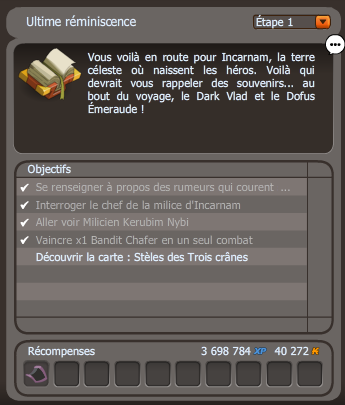 Ultime réminiscence
Étape 1
Vous voilà en route pour Incarnam, la terre
céleste où naissent les héros. Voilà qui
devrait vous rappeler des souvenirs... au
bout du voyage, le Dark Vlad et le Dofus
Émeraude !
Objectifs
Se renseigner à propos des rumeurs qui courent ...
Interroger le chef de la milice d'Incarnam
Aller voir Milicien Kerubim Nybi
Vaincre x1 Bandit Chafer en un seul combat
Découvrir la carte : Stèles des Trois crânes
Récompenses 3 698 784 XP 40 272 K